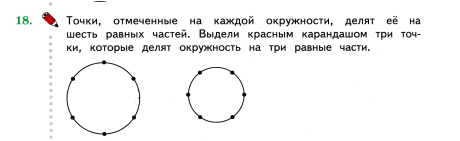 18. Точки, отмеченные на каждой окружности, делят её на
шесть равных частей. Выдели красным карандашом три точ-
ки, которые делят окружность на три равные части.